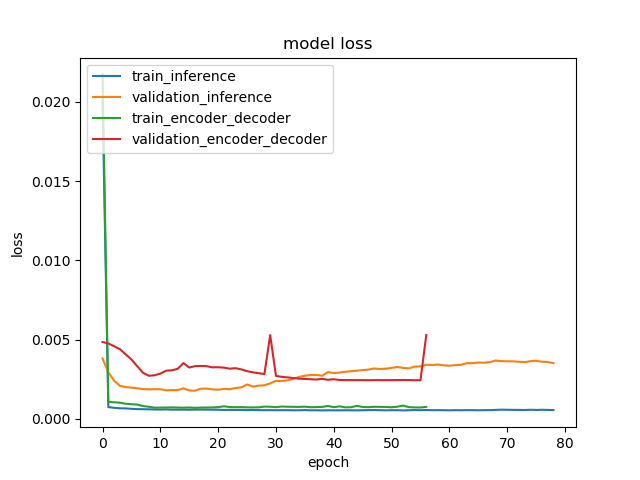 model loss
train_inference
validation_inference
train_encoder_decoder
validation_encoder_decoder
0.020
0.015
0.010
0.005
0.000
loss
0 10 20 30 40 50 60 70 80
epoch